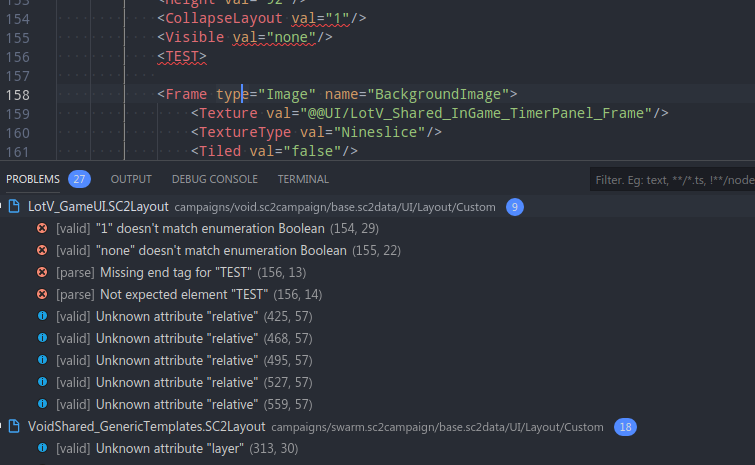 153 <Height val="92"/>
154 <CollapseLayout val="1"/>
155 <Visible val="none"/>
156 <TEST>
157
158 <Frame type="Image" name="BackgroundImage">
159 <Texture val="@@UI/LotV_Shared_InGame_TimerPanel_Frame"/>
160 <TextureType val="Nineslice"/>
161 <Tiled val="false"/>
PROBLEMS 27 OUTPUT DEBUG CONSOLE TERMINAL Filter. Eg: text, **/*.ts, !**/node
LotV_GameUI.SC2Layout campaigns/void.sc2campaign/base.sc2data/UI/Layout/Custom 9
[valid] "1" doesn't match enumeration Boolean (154, 29)
[valid] "none" doesn't match enumeration Boolean (155, 22)
[parse] Missing end tag for "TEST" (156, 13)
[parse] Not expected element "TEST" (156, 14)
[valid] Unknown attribute "relative" (425, 57)
[valid] Unknown attribute "relative" (468, 57)
[valid] Unknown attribute "relative" (495, 57)
[valid] Unknown attribute "relative" (527, 57)
[valid] Unknown attribute "relative" (559, 57)
VoidShared_GenericTemplates.SC2Layout campaigns/swarm.sc2campaign/base.sc2data/UI/Layout/Custom 18
[valid] Unknown attribute "layer" (313, 30)